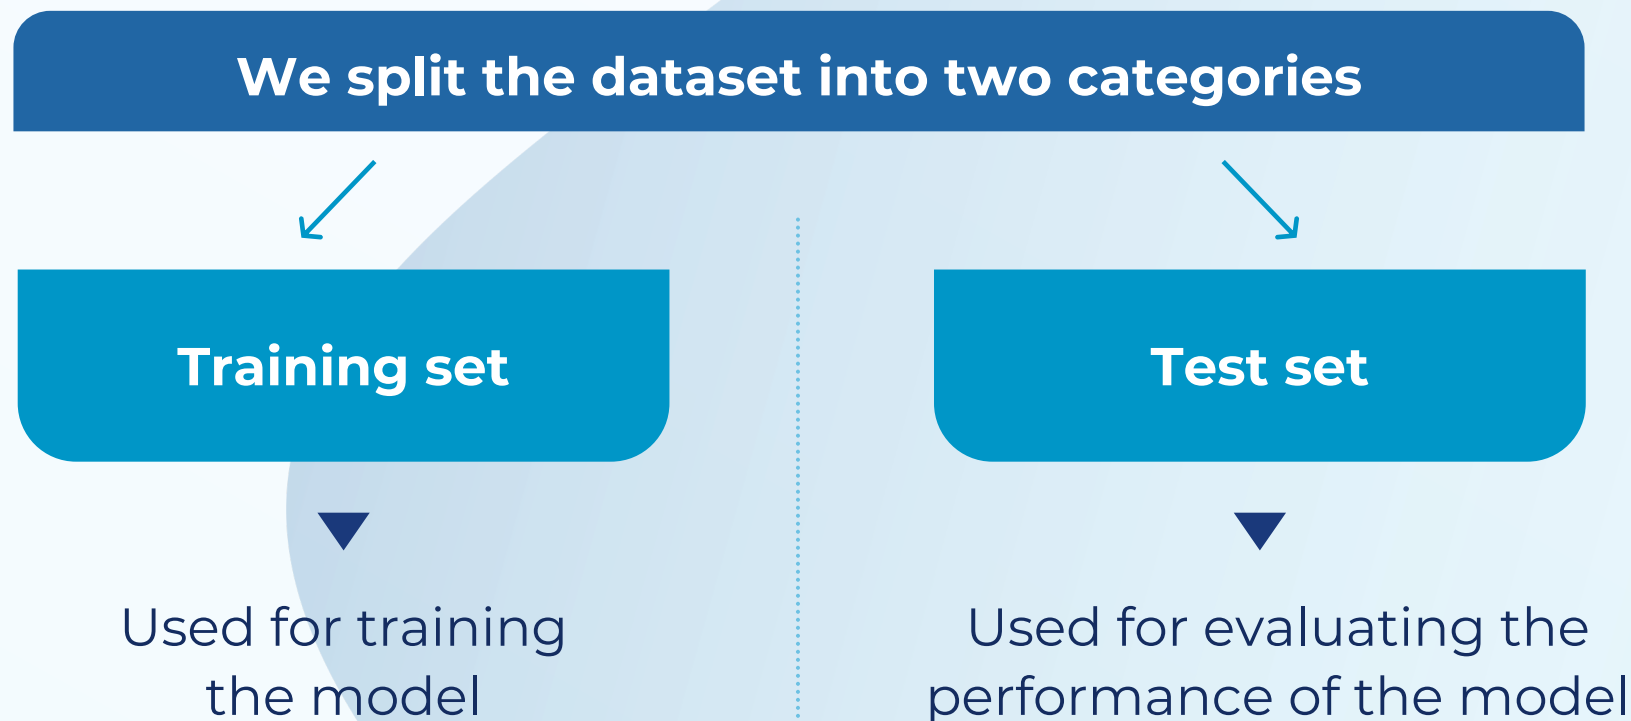 We split the dataset into two categories
Training set
Test set
Used for training
the model
Used for evaluating the
performance of the model